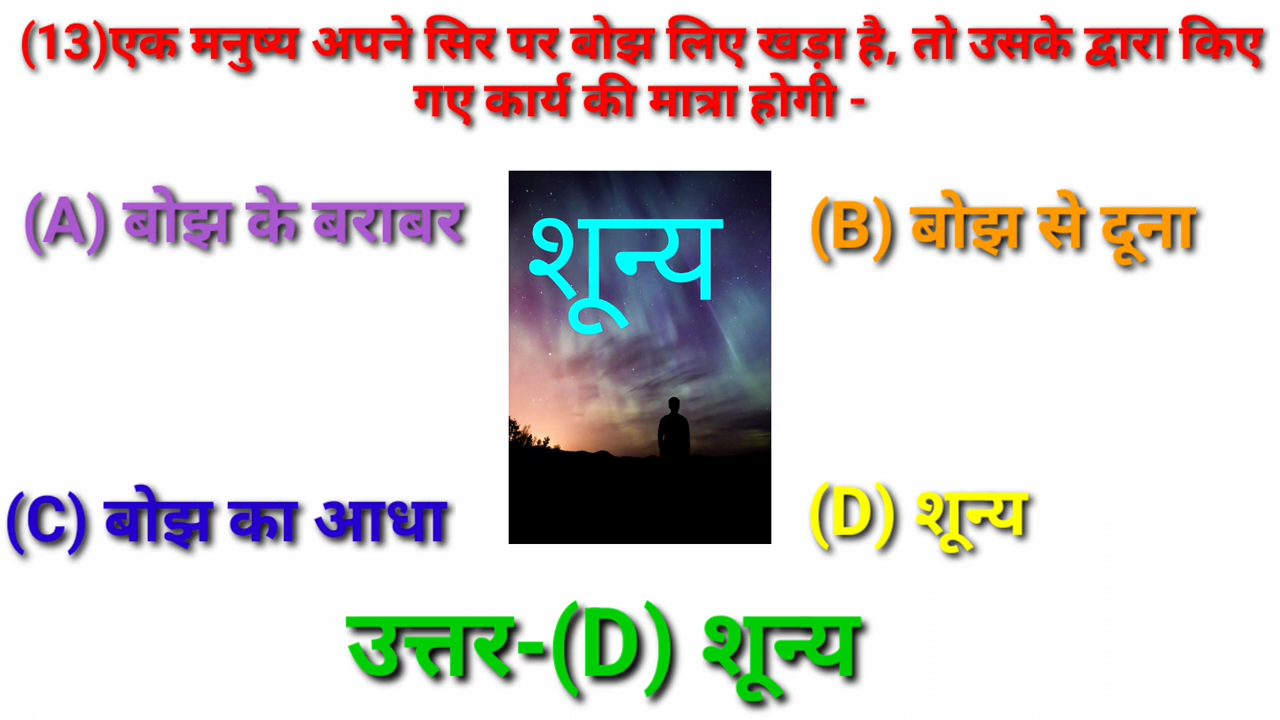 (13)एक मनुष्य अपने सिर पर बोझ लिए खड़ा है, तो उसके द्वारा किए
गए कार्य की मात्रा होगी -
(A) बोझ के बराबर
शून्य
(B) बोझ से दूना
(C) बोझ का आधा
(D) शून्य
उत्तर-(D) शून्य